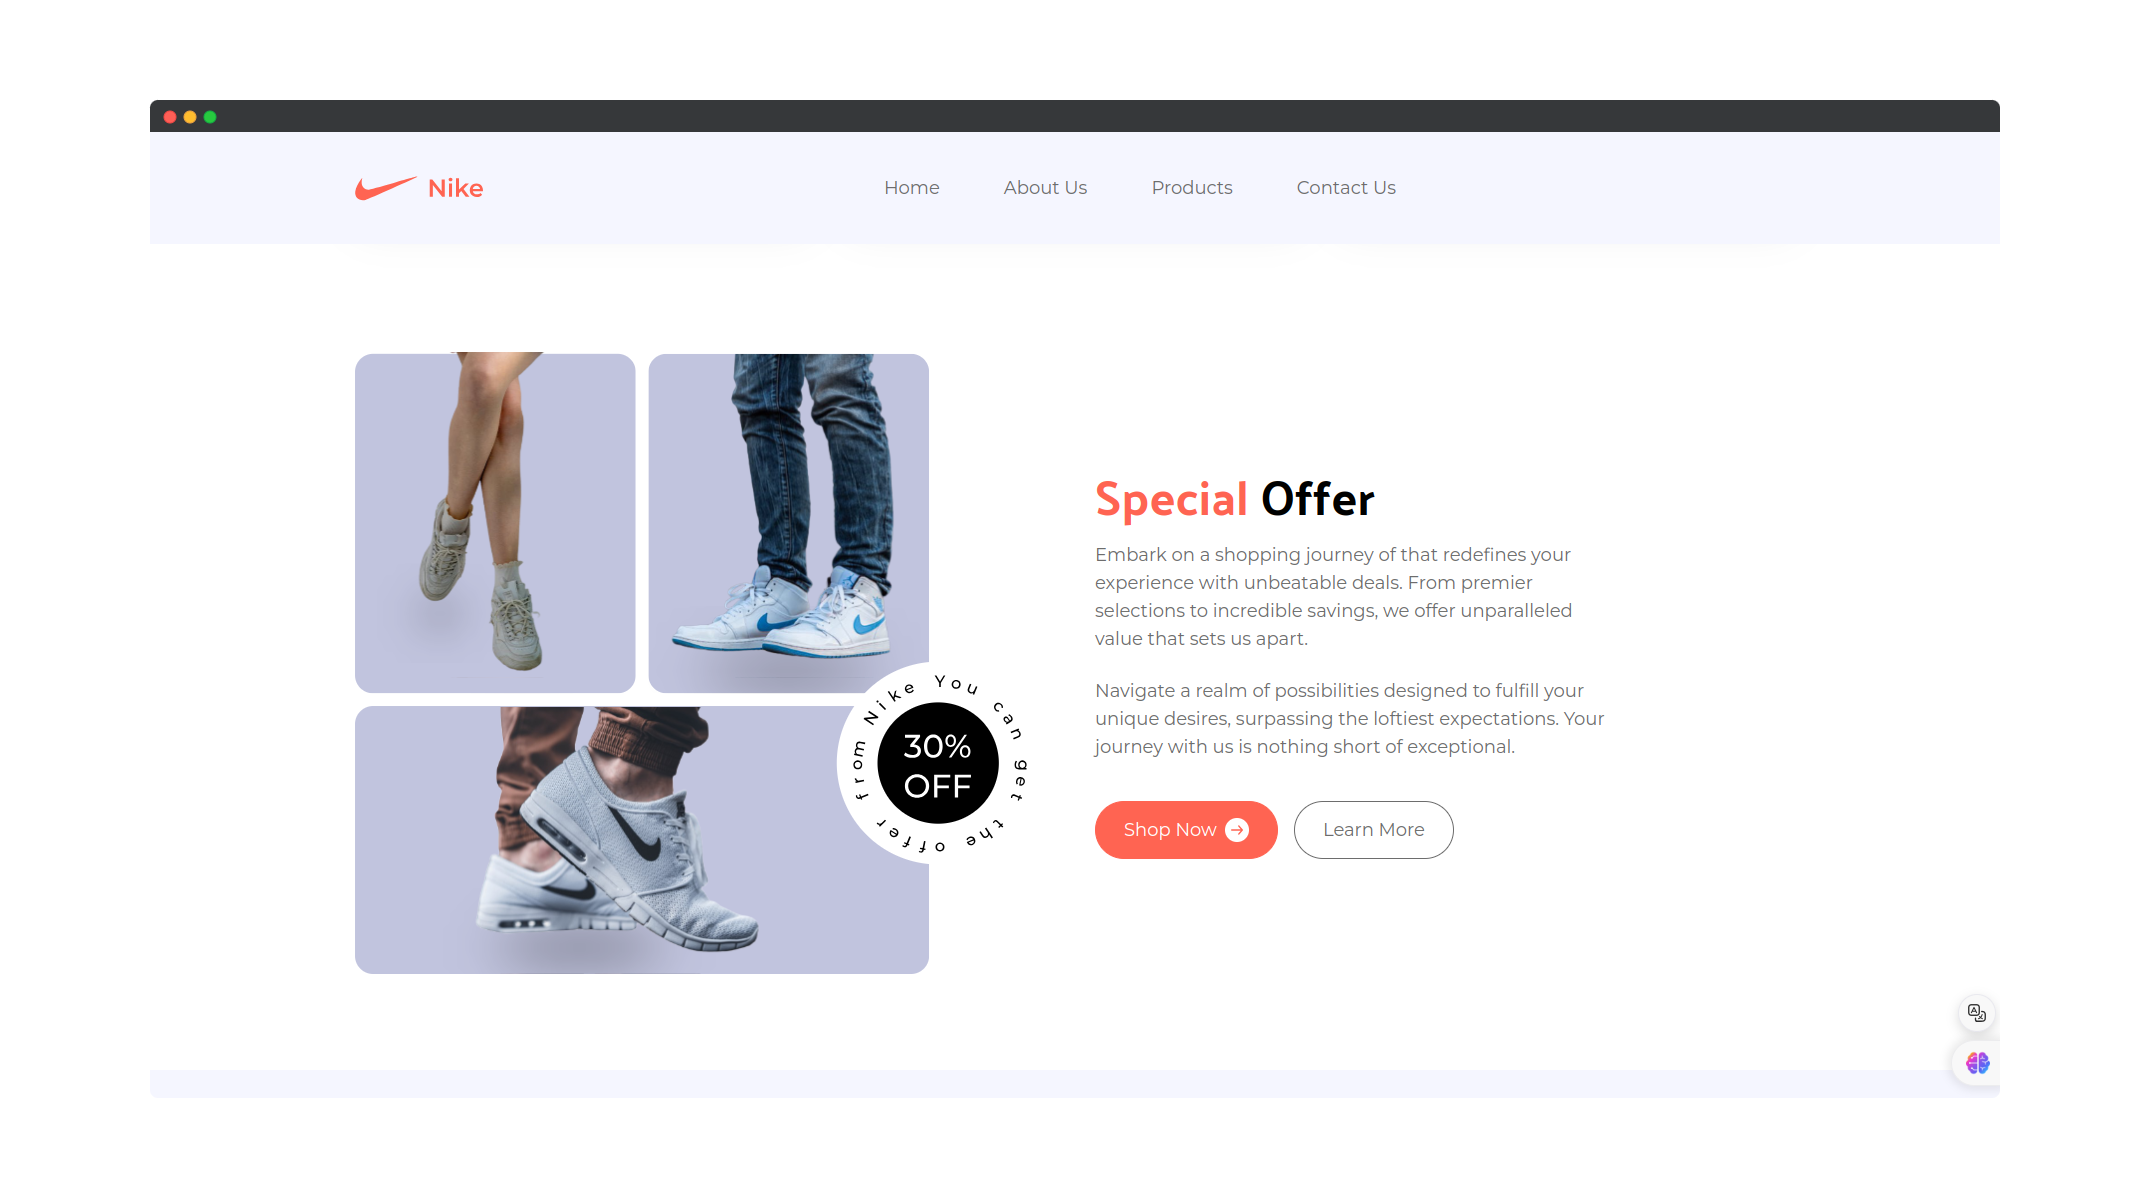 Nike
Home
About Us
Products
Contact Us
You can get the offer from Nike
30%
OFF
Special Offer
Embark on a shopping journey of that redefines your
experience with unbeatable deals. From premier
selections to incredible savings, we offer unparalleled
value that sets us apart.
Navigate a realm of possibilities designed to fulfill your
unique desires, surpassing the loftiest expectations. Your
journey with us is nothing short of exceptional.
Shop Now
Learn More